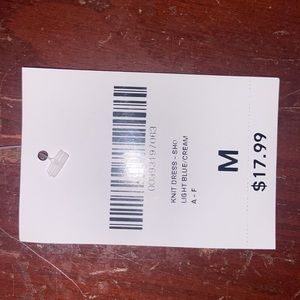 KNIT DRESS - SHO
LIGHT BLUE/CREAM
A - F
M
$17.99